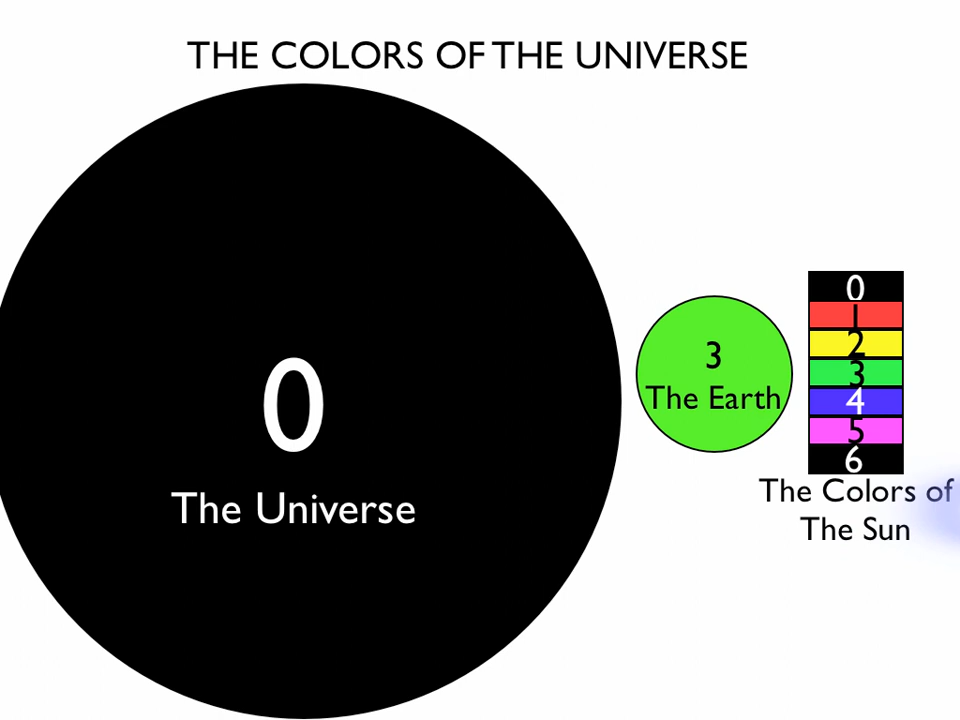 THE COLORS OF THE UNIVERSE
0
The Universe
3
The Earth
0
1
2
3
4
5
6
The Colors of
The Sun